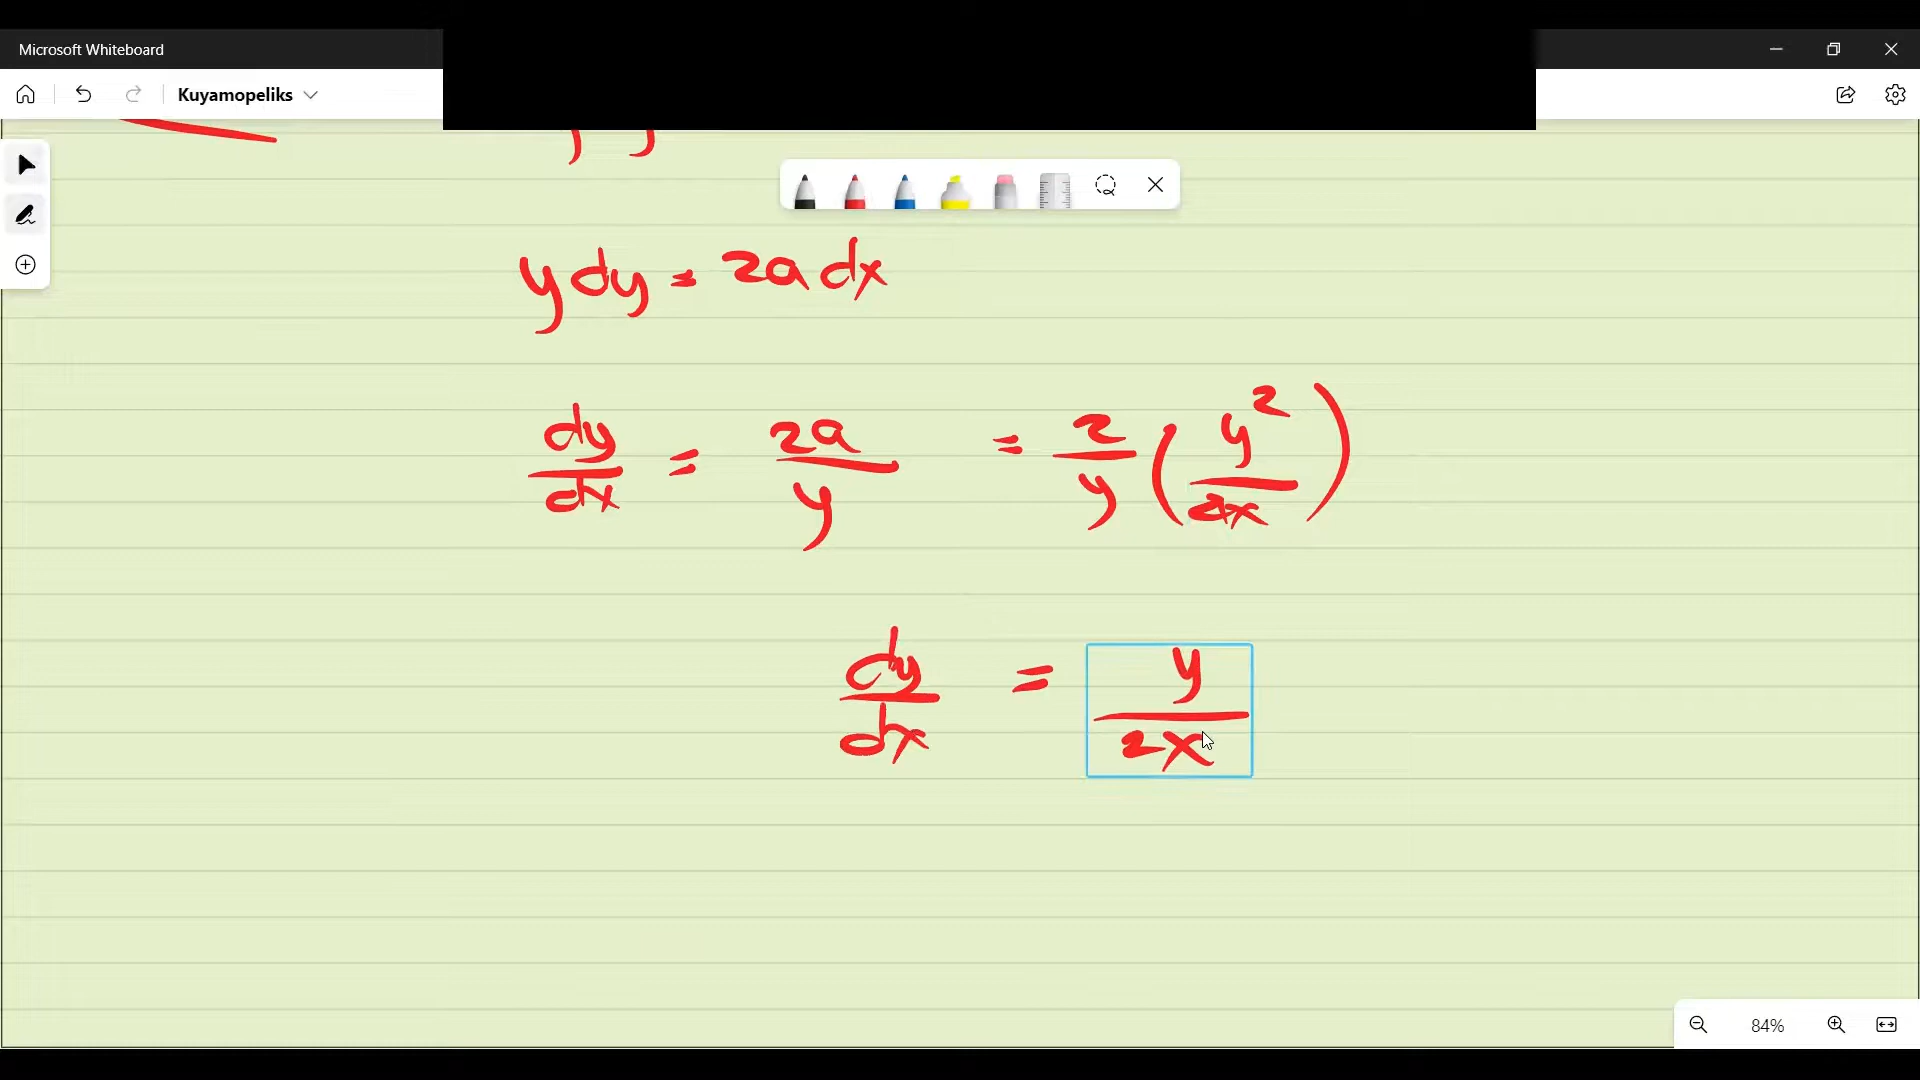 Microsoft Whiteboard
Kuyamopeliks
y dy = 2a dx
dy/dx = 2a/y = 2/y (y²/2x)
dy/dx = y/2x
84%